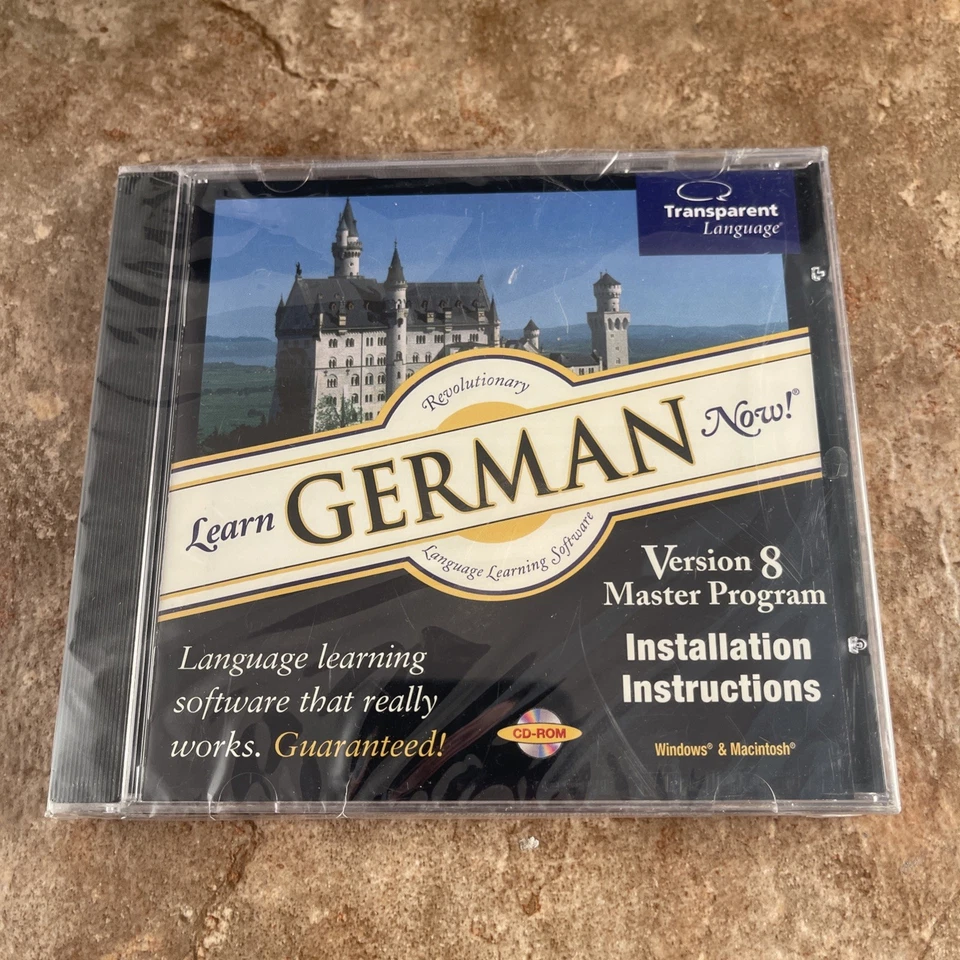 Transparent
Language®
Revolutionary
Learn GERMAN Now!®
Language Learning Software
Version 8
Master Program
Installation
Instructions
Language learning
software that really
works. Guaranteed!
CD-ROM
Windows® & Macintosh®